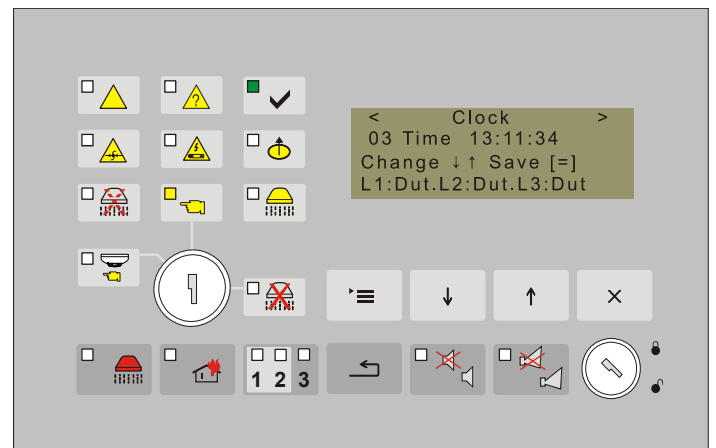 < Clock >
03 Time 13:11:34
Change ↓↑ Save [=]
L1:Dut.L2:Dut.L3:Dut
?
1 2 3